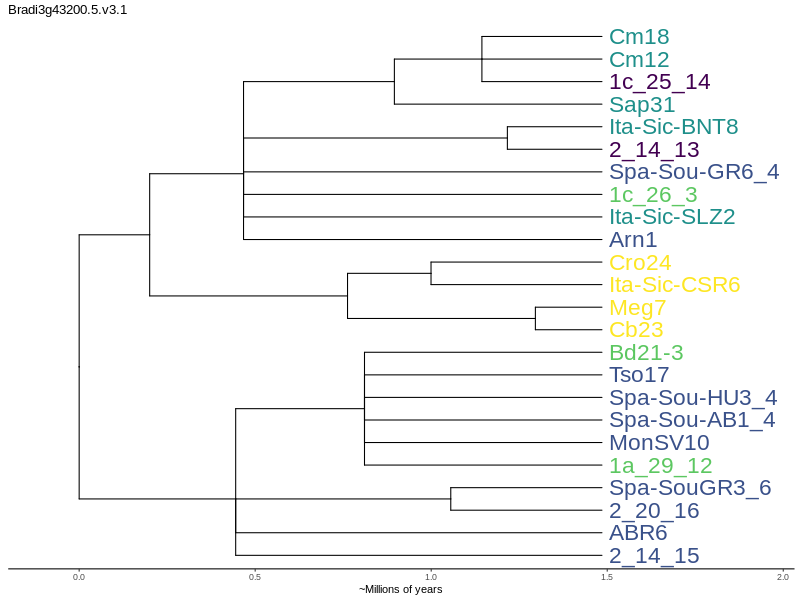 Bradi3g43200.5.v3.1
Cm18
Cm12
1c_25_14
Sap31
Ita-Sic-BNT8
2_14_13
Spa-Sou-GR6_4
1c_26_3
Ita-Sic-SLZ2
Arn1
Cro24
Ita-Sic-CSR6
Meg7
Cb23
Bd21-3
Tso17
Spa-Sou-HU3_4
Spa-Sou-AB1_4
MonSV10
1a_29_12
Spa-SouGR3_6
2_20_16
ABR6
2_14_15
0.0 0.5 1.0 1.5 2.0
~Millions of years